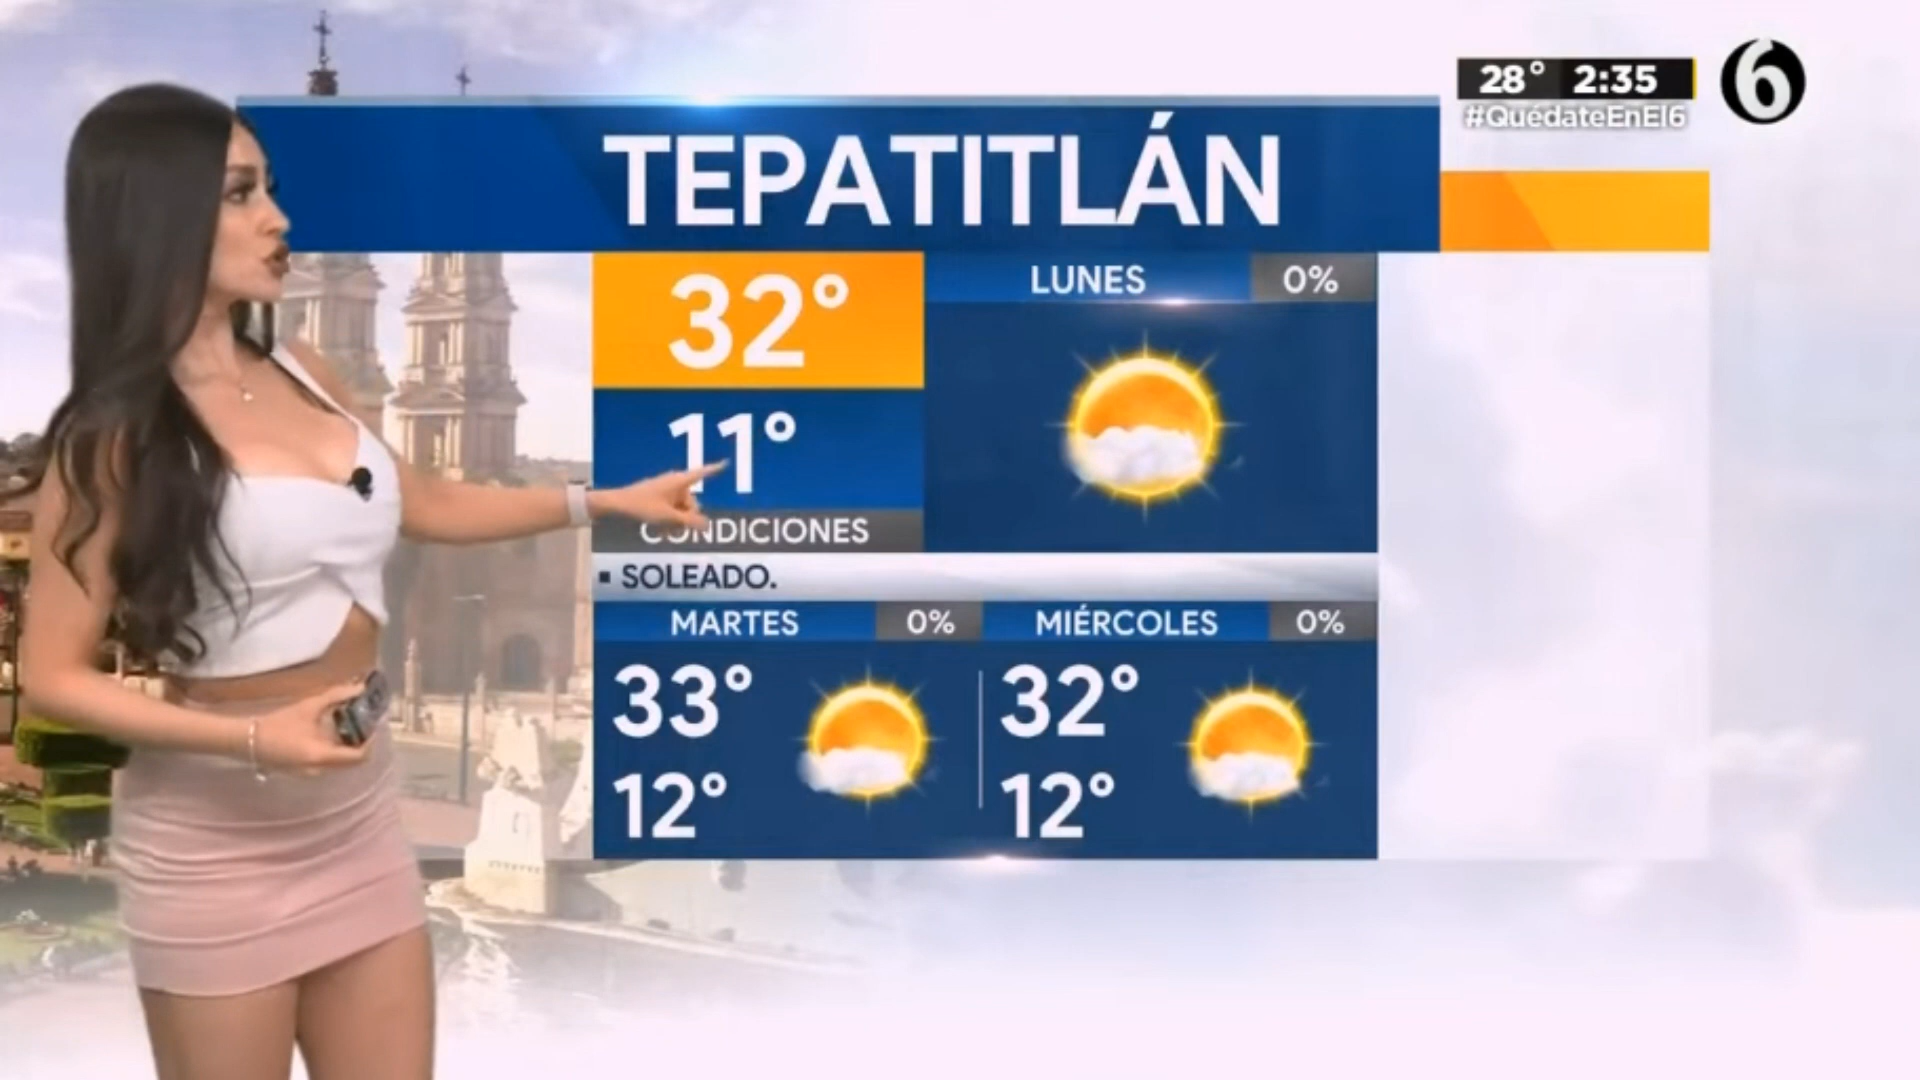 28° 2:35
#QuédateEnEl6
6
TEPATITLÁN
32°
11°
CONDICIONES
LUNES 0%
▪ SOLEADO.
MARTES 0%
33°
12°
MIÉRCOLES 0%
32°
12°